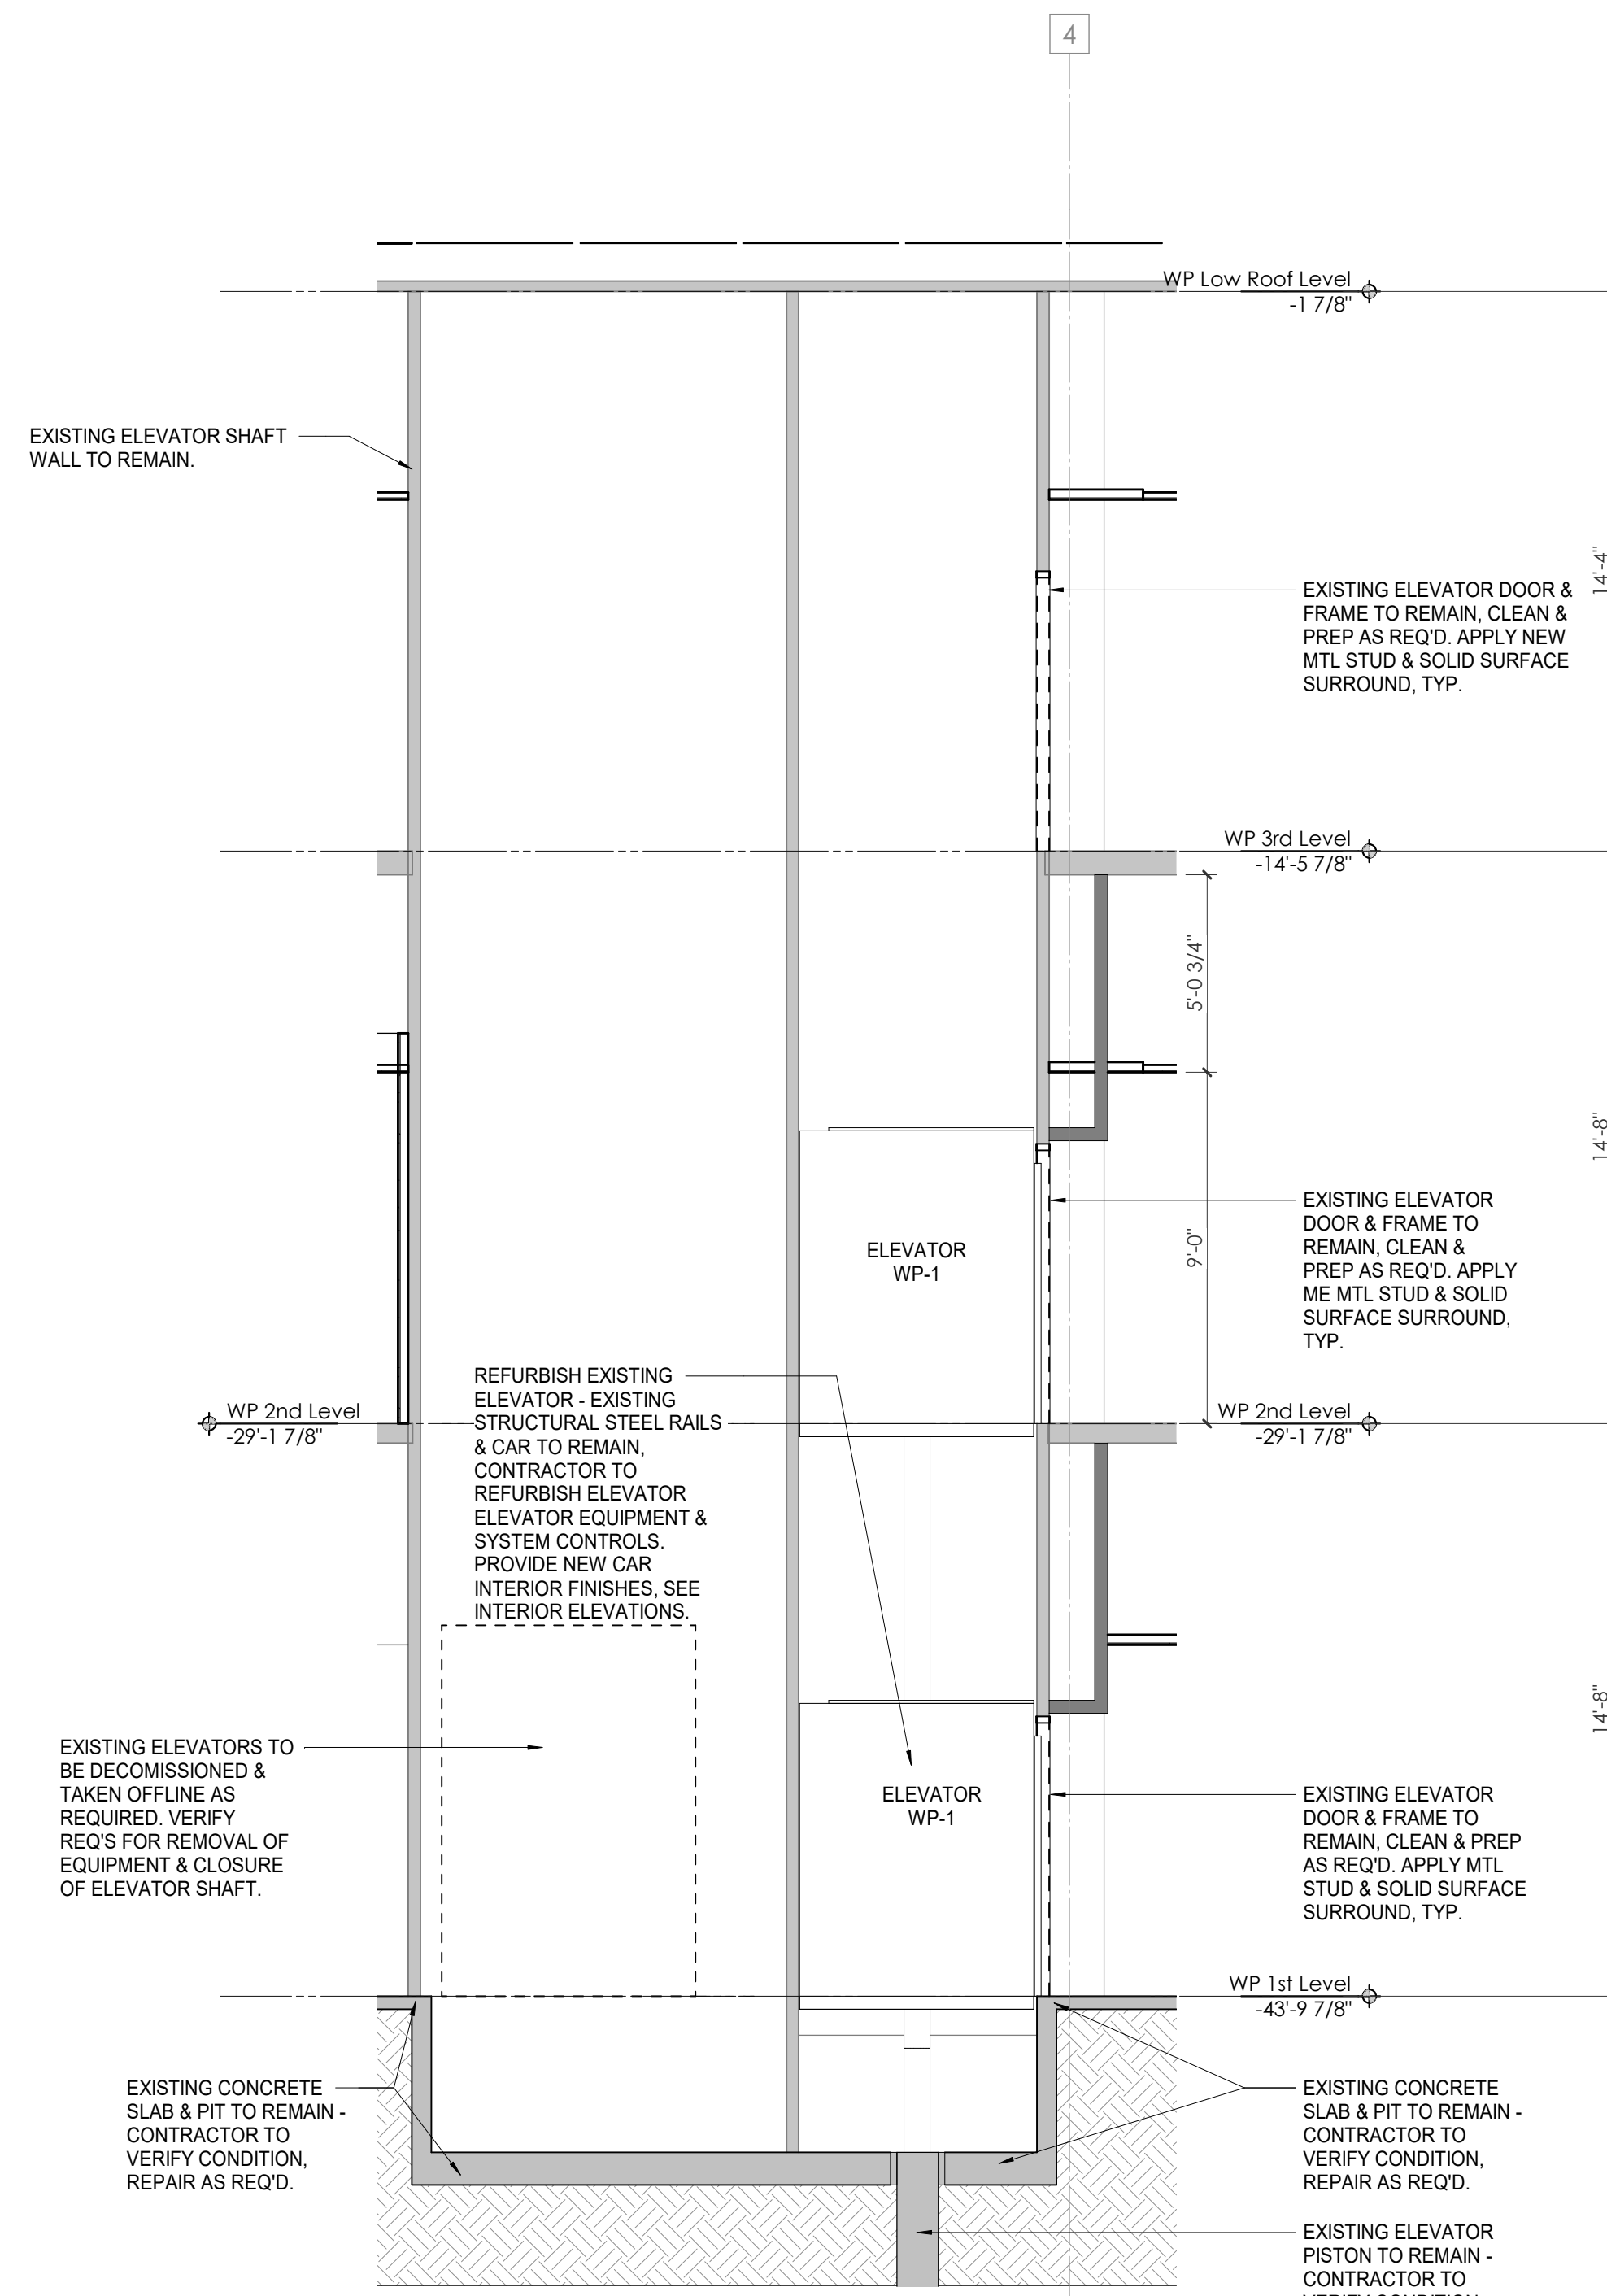 4
WP Low Roof Level
-1 7/8"
EXISTING ELEVATOR SHAFT
WALL TO REMAIN.
14'-4"
EXISTING ELEVATOR DOOR &
FRAME TO REMAIN, CLEAN &
PREP AS REQ'D. APPLY NEW
MTL STUD & SOLID SURFACE
SURROUND, TYP.
WP 3rd Level
-14'-5 7/8"
5'-0 3/4"
14'-8"
EXISTING ELEVATOR
DOOR & FRAME TO
REMAIN, CLEAN &
PREP AS REQ'D. APPLY
ME MTL STUD & SOLID
SURFACE SURROUND,
TYP.
9'-0"
ELEVATOR
WP-1
REFURBISH EXISTING
ELEVATOR - EXISTING
STRUCTURAL STEEL RAILS
& CAR TO REMAIN,
CONTRACTOR TO
REFURBISH ELEVATOR
ELEVATOR EQUIPMENT &
SYSTEM CONTROLS.
PROVIDE NEW CAR
INTERIOR FINISHES, SEE
INTERIOR ELEVATIONS.
WP 2nd Level
-29'-1 7/8"
WP 2nd Level
-29'-1 7/8"
14'-8"
EXISTING ELEVATORS TO
BE DECOMISSIONED &
TAKEN OFFLINE AS
REQUIRED. VERIFY
REQ'S FOR REMOVAL OF
EQUIPMENT & CLOSURE
OF ELEVATOR SHAFT.
ELEVATOR
WP-1
EXISTING ELEVATOR
DOOR & FRAME TO
REMAIN, CLEAN & PREP
AS REQ'D. APPLY MTL
STUD & SOLID SURFACE
SURROUND, TYP.
WP 1st Level
-43'-9 7/8"
EXISTING CONCRETE
SLAB & PIT TO REMAIN -
CONTRACTOR TO
VERIFY CONDITION,
REPAIR AS REQ'D.
EXISTING CONCRETE
SLAB & PIT TO REMAIN -
CONTRACTOR TO
VERIFY CONDITION,
REPAIR AS REQ'D.
EXISTING ELEVATOR
PISTON TO REMAIN -
CONTRACTOR TO